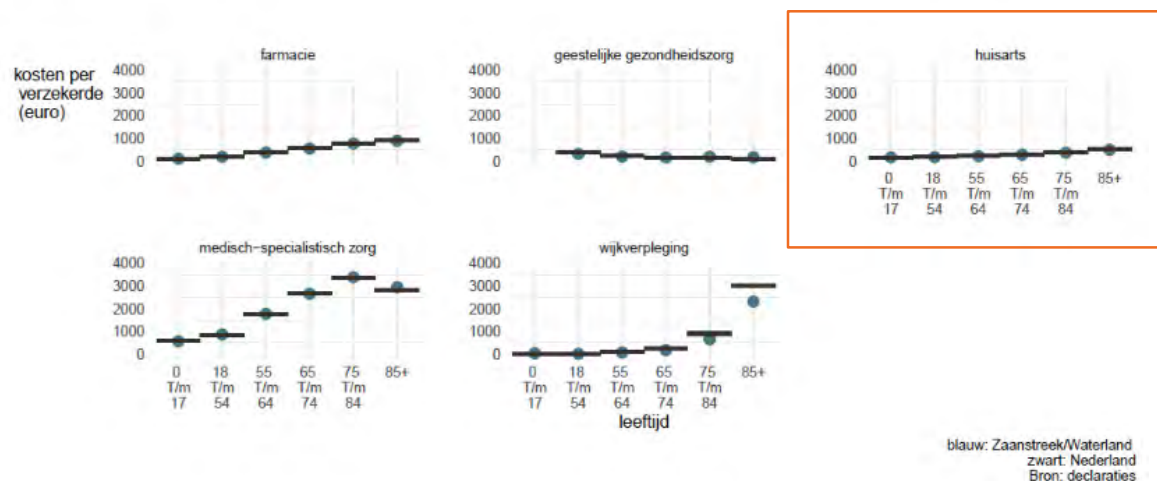 farmacie
geestelijke gezondheidszorg
huisarts
kosten per
verzekerde
(euro)
4000
3000
2000
1000
0
4000
3000
2000
1000
0
4000
3000
2000
1000
0
0
T/m
17
18
T/m
54
55
T/m
64
65
T/m
74
75
T/m
84
85+
medisch-specialistisch zorg
wijkverpleging
4000
3000
2000
1000
0
4000
3000
2000
1000
0
0
T/m
17
18
T/m
54
55
T/m
64
65
T/m
74
75
T/m
84
85+
0
T/m
17
18
T/m
54
55
T/m
64
65
T/m
74
75
T/m
84
85+
leeftijd
blauw: Zaanstreek/Waterland
zwart: Nederland
Bron: declaraties